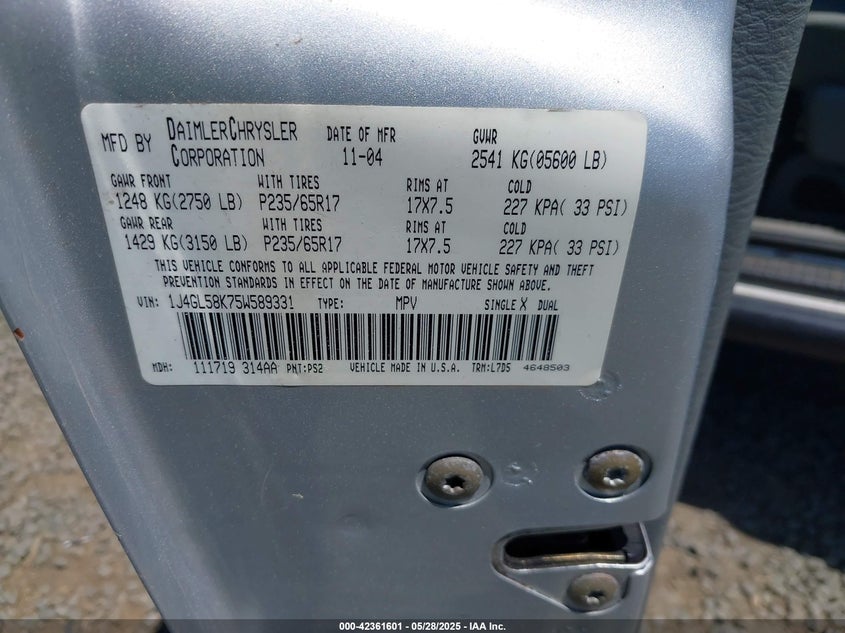 MFD BY DAIMLERCHRYSLER CORPORATION DATE OF MFR 11-04 GVWR 2541 KG(05600 LB)
GAWR FRONT WITH TIRES RIMS AT COLD
1248 KG(2750 LB) P235/65R17 17X7.5 227 KPA( 33 PSI)
GAWR REAR WITH TIRES RIMS AT COLD
1429 KG(3150 LB) P235/65R17 17X7.5 227 KPA( 33 PSI)
THIS VEHICLE CONFORMS TO ALL APPLICABLE FEDERAL MOTOR VEHICLE SAFETY AND THEFT
PREVENTION STANDARDS IN EFFECT ON THE DATE OF MANUFACTURE SHOWN ABOVE.
VIN: 1J4GL58K75W589331 TYPE: MPV SINGLE X DUAL
MDH: 111719 314AA PNT:PS2 VEHICLE MADE IN U.S.A. TRM:L7D5 4648503
000-42361601 - 05/28/2025 - IAA Inc.